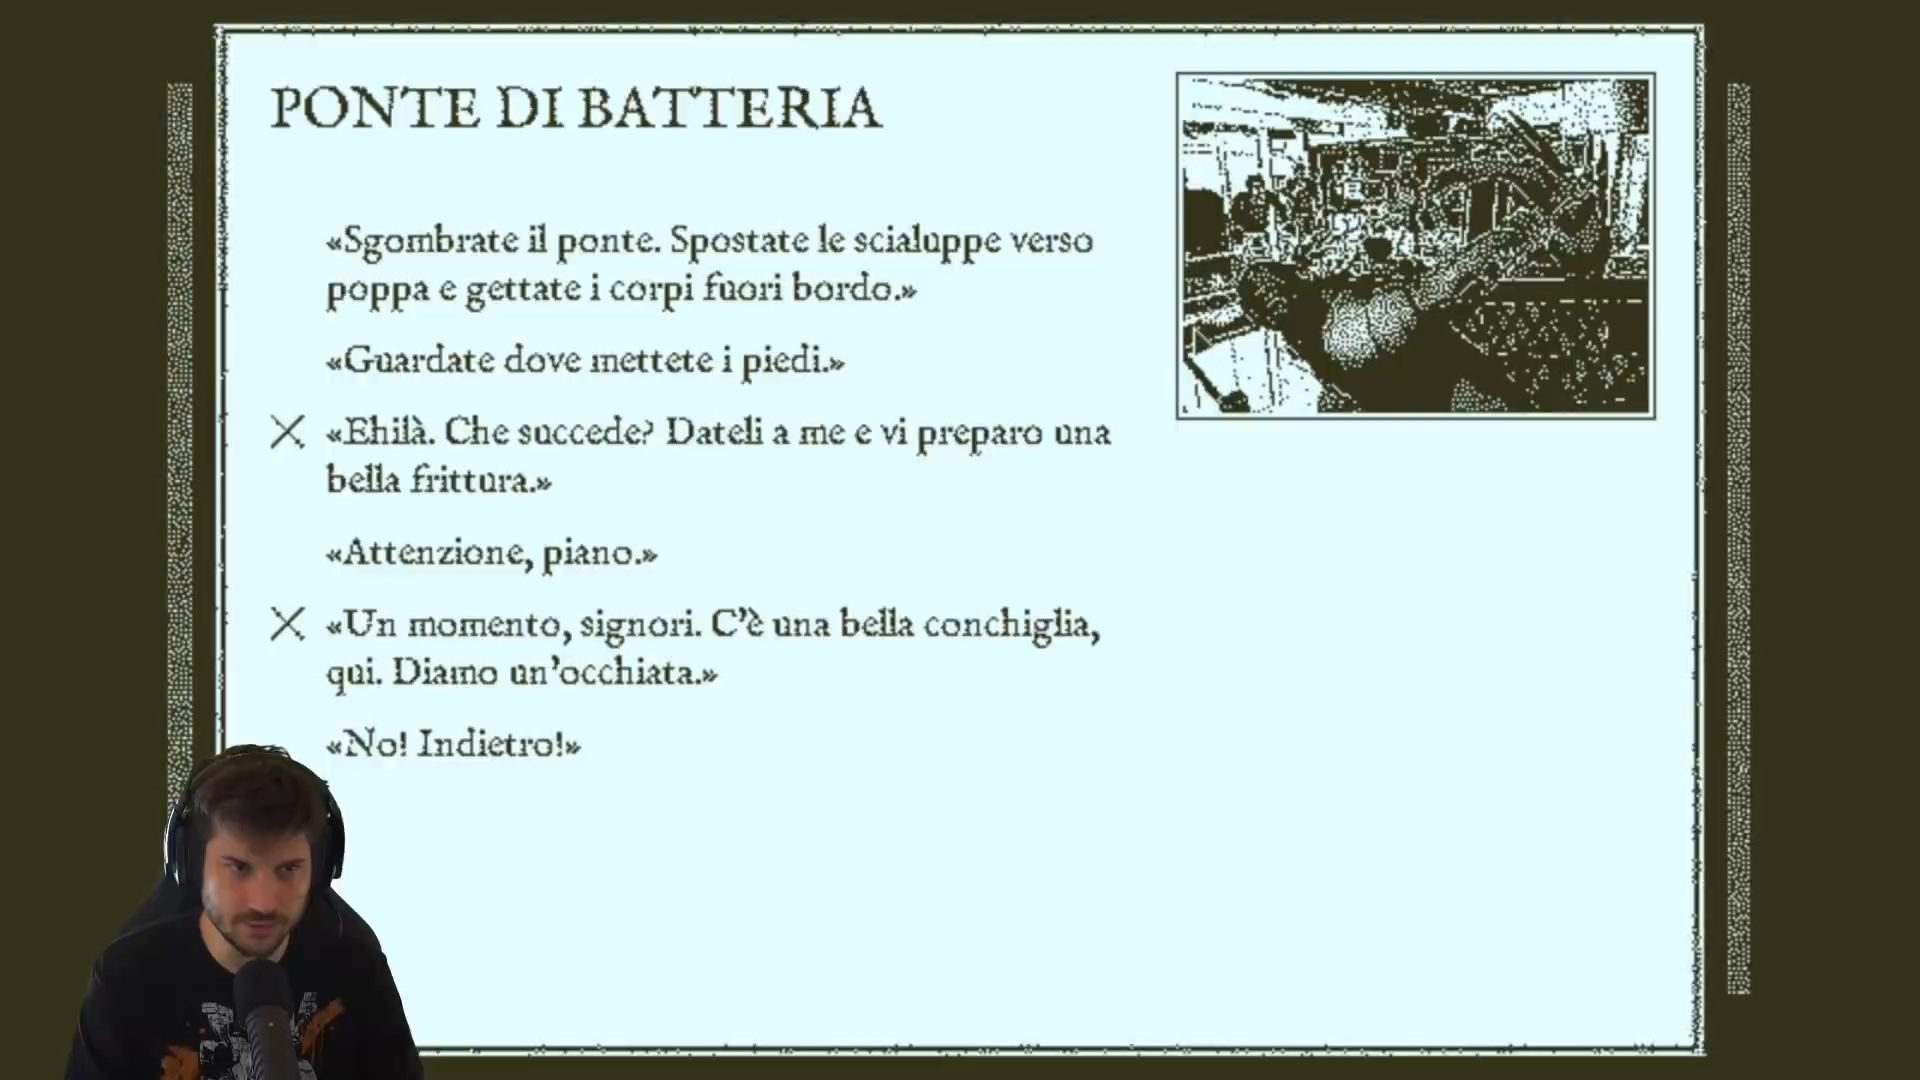 PONTE DI BATTERIA
«Sgombrate il ponte. Spostate le scialuppe verso
poppa e gettate i corpi fuori bordo.»
«Guardate dove mettete i piedi.»
«Ehilà. Che succede? Dateli a me e vi preparo una
bella frittura.»
«Attenzione, piano.»
«Un momento, signori. C'è una bella conchiglia,
qui. Diamo un'occhiata.»
«No! Indietro!»